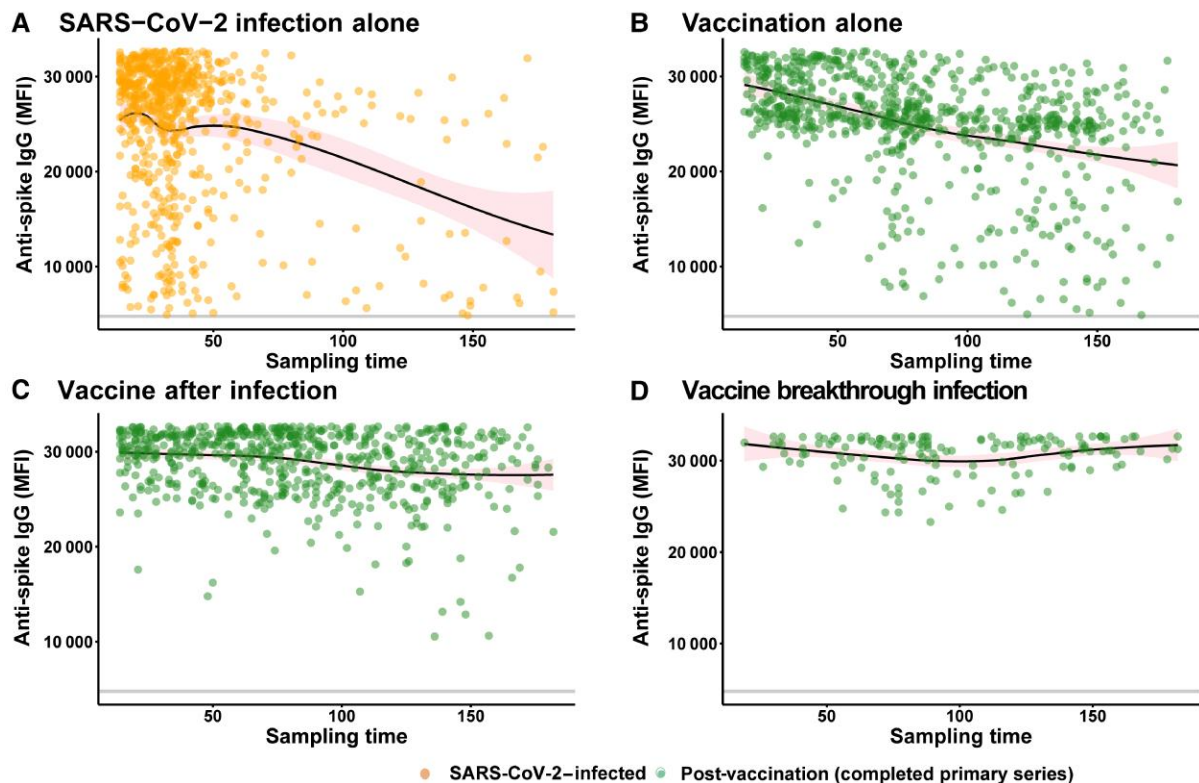 A SARS−CoV−2 infection alone
Anti-spike IgG (MFI)
30 000
20 000
10 000
50 100 150
Sampling time
B Vaccination alone
Anti-spike IgG (MFI)
30 000
20 000
10 000
50 100 150
Sampling time
C Vaccine after infection
Anti-spike IgG (MFI)
30 000
20 000
10 000
50 100 150
Sampling time
D Vaccine breakthrough infection
Anti-spike IgG (MFI)
30 000
20 000
10 000
50 100 150
Sampling time
SARS-CoV-2−infected Post-vaccination (completed primary series)